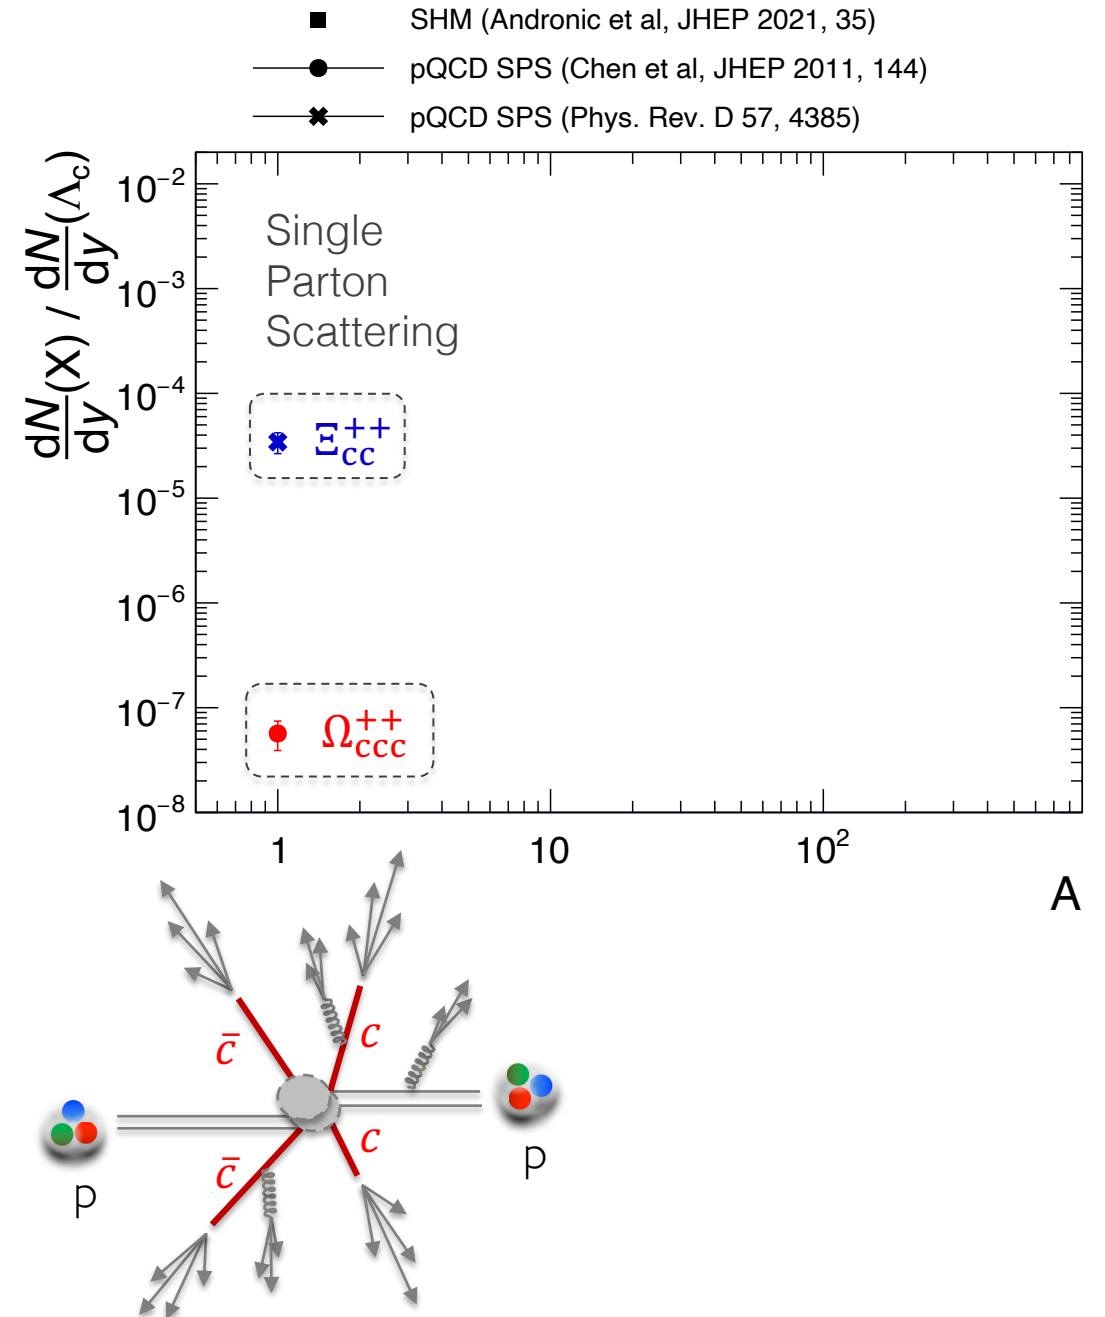 SHM (Andronic et al, JHEP 2021, 35)
pQCD SPS (Chen et al, JHEP 2011, 144)
pQCD SPS (Phys. Rev. D 57, 4385)
dN/dy(X) / dN/dy(Λc)
10⁻²
10⁻³
10⁻⁴
10⁻⁵
10⁻⁶
10⁻⁷
10⁻⁸
Single
Parton
Scattering
Ξcc⁺⁺
Ωccc⁺⁺
1 10 10²
A
c̄ c
c̄ c
p
p